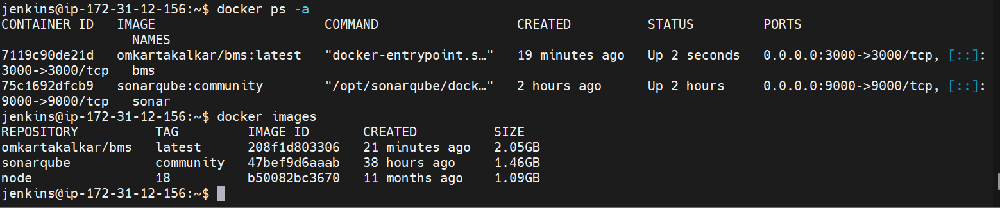 jenkins@ip-172-31-12-156:~$ docker ps -a
CONTAINER ID   IMAGE                      COMMAND                  CREATED          STATUS         PORTS
                 NAMES
7119c90de21d   omkartakalkar/bms:latest   "docker-entrypoint.s…"   19 minutes ago   Up 2 seconds   0.0.0.0:3000->3000/tcp, [::]:
3000->3000/tcp   bms
75c1692dfcb9   sonarqube:community        "/opt/sonarqube/dock…"   2 hours ago      Up 2 hours     0.0.0.0:9000->9000/tcp, [::]:
9000->9000/tcp   sonar
jenkins@ip-172-31-12-156:~$ docker images
REPOSITORY          TAG         IMAGE ID       CREATED          SIZE
omkartakalkar/bms   latest      208f1d803306   21 minutes ago   2.05GB
sonarqube           community   47bef9d6aaab   38 hours ago     1.46GB
node                18          b50082bc3670   11 months ago    1.09GB
jenkins@ip-172-31-12-156:~$